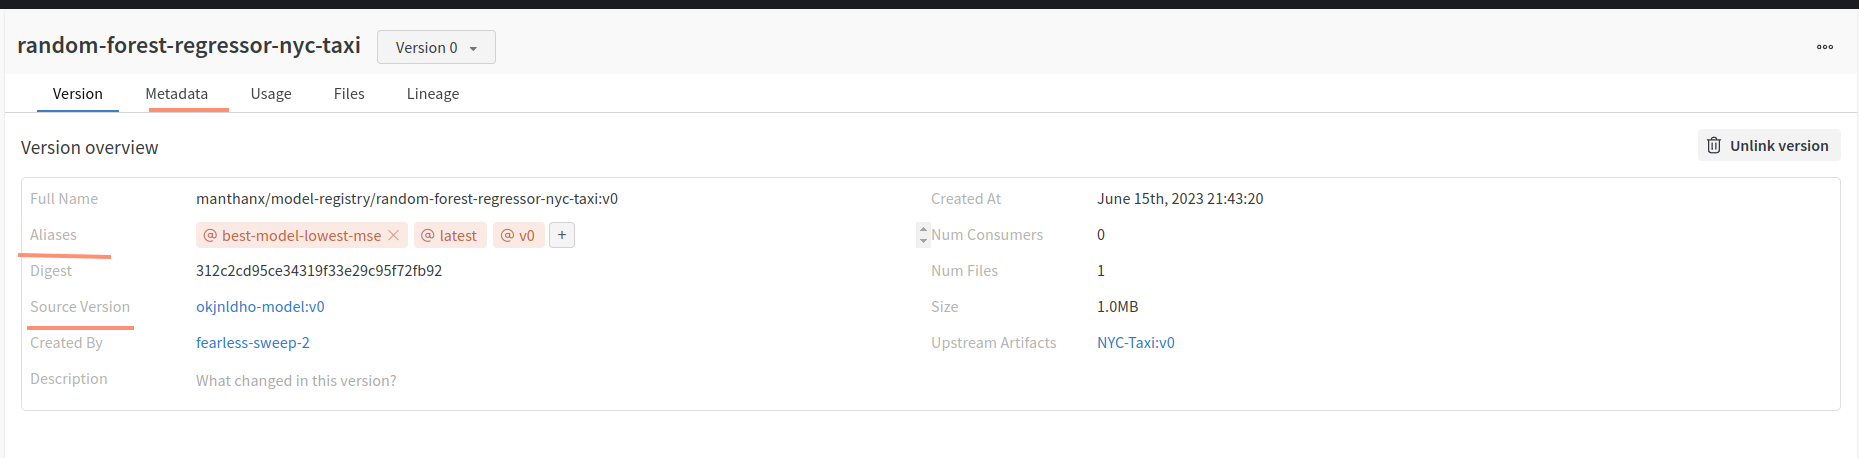 random-forest-regressor-nyc-taxi Version 0
Version Metadata Usage Files Lineage
Version overview Unlink version
Full Name manthanx/model-registry/random-forest-regressor-nyc-taxi:v0 Created At June 15th, 2023 21:43:20
Aliases @ best-model-lowest-mse × @ latest @ v0 + Num Consumers 0
Digest 312c2cd95ce34319f33e29c95f72fb92 Num Files 1
Source Version okjnldho-model:v0 Size 1.0MB
Created By fearless-sweep-2 Upstream Artifacts NYC-Taxi:v0
Description What changed in this version?